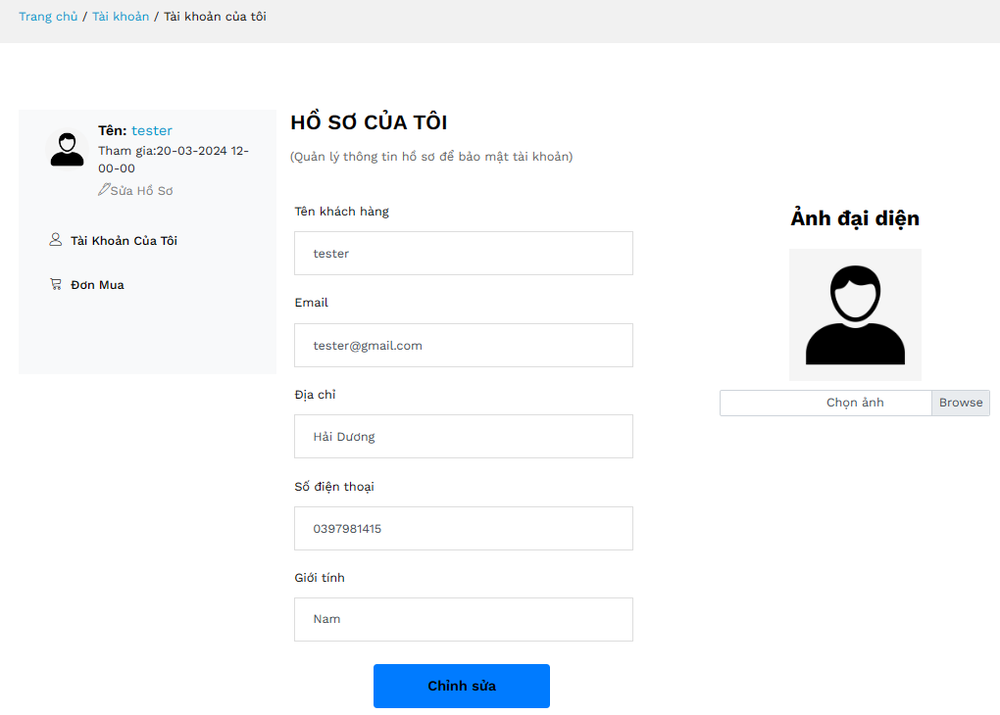 Trang chủ / Tài khoản / Tài khoản của tôi
Tên: tester
Tham gia:20-03-2024 12-
00-00
Sửa Hồ Sơ
Tài Khoản Của Tôi
Đơn Mua
HỒ SƠ CỦA TÔI
(Quản lý thông tin hồ sơ để bảo mật tài khoản)
Tên khách hàng
tester
Email
tester@gmail.com
Địa chỉ
Hải Dương
Số điện thoại
0397981415
Giới tính
Nam
Chỉnh sửa
Ảnh đại diện
Chọn ảnh
Browse